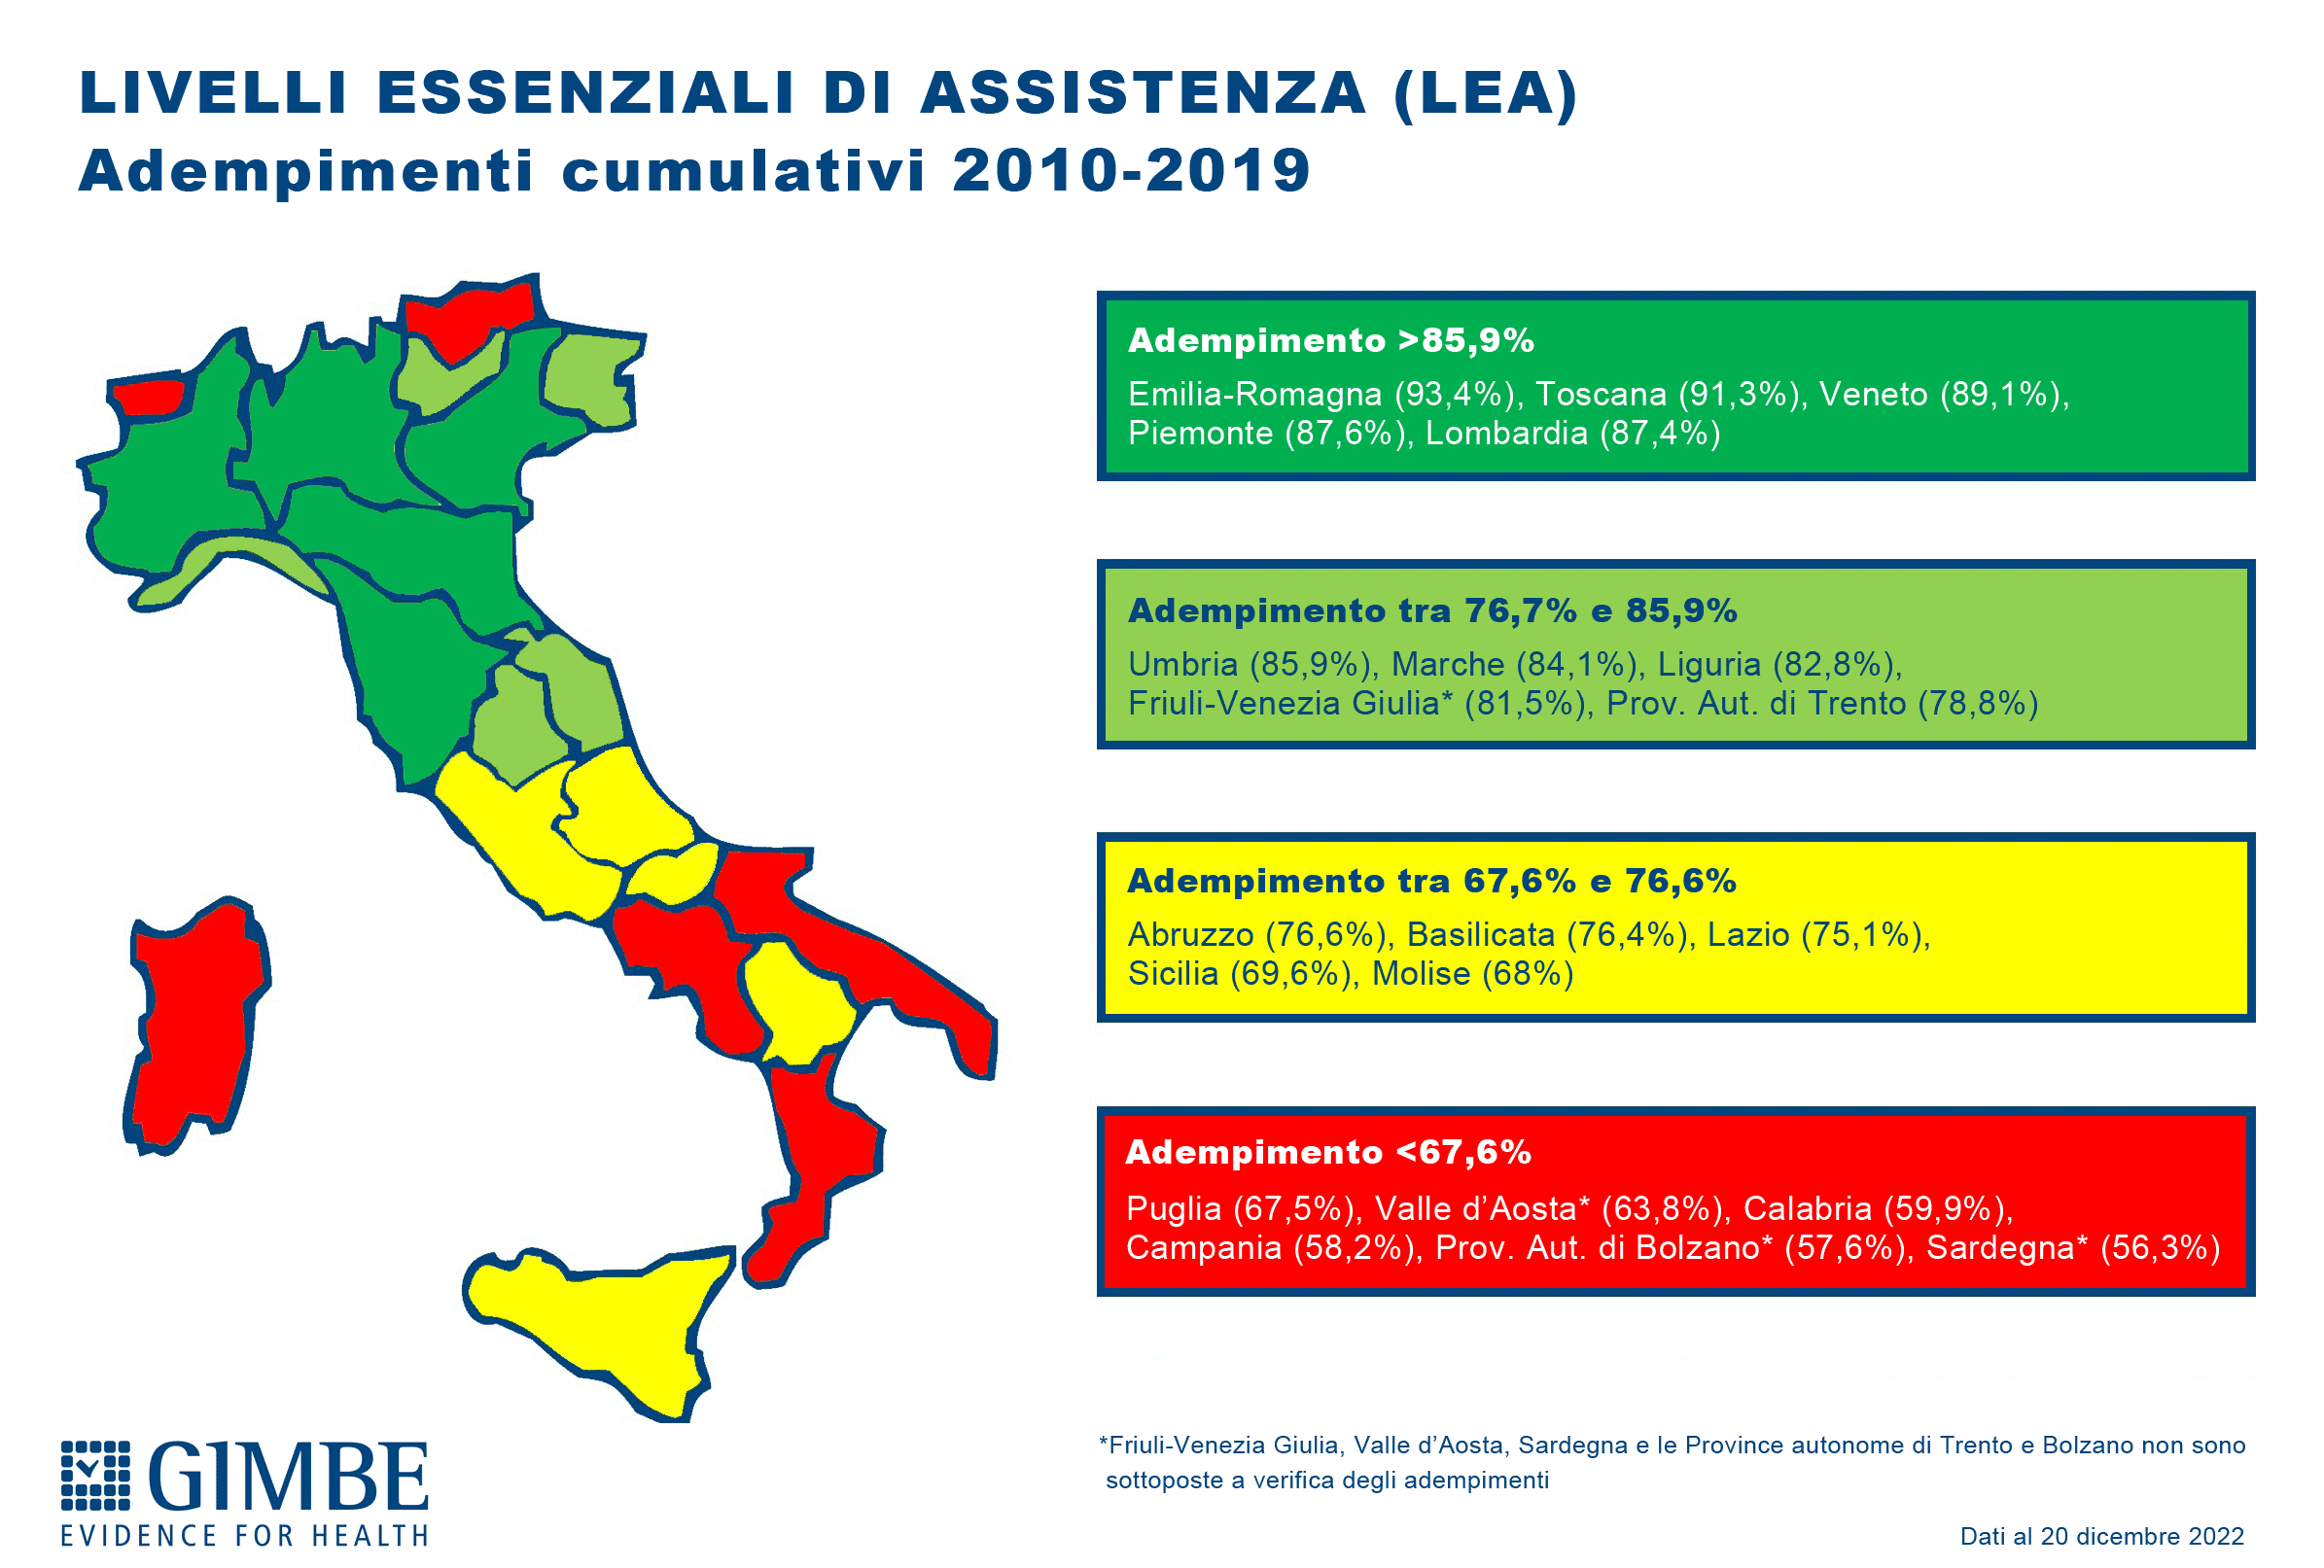 LIVELLI ESSENZIALI DI ASSISTENZA (LEA)
Adempimenti cumulativi 2010-2019
Adempimento >85,9%
Emilia-Romagna (93,4%), Toscana (91,3%), Veneto (89,1%),
Piemonte (87,6%), Lombardia (87,4%)
Adempimento tra 76,7% e 85,9%
Umbria (85,9%), Marche (84,1%), Liguria (82,8%),
Friuli-Venezia Giulia* (81,5%), Prov. Aut. di Trento (78,8%)
Adempimento tra 67,6% e 76,6%
Abruzzo (76,6%), Basilicata (76,4%), Lazio (75,1%),
Sicilia (69,6%), Molise (68%)
Adempimento <67,6%
Puglia (67,5%), Valle d’Aosta* (63,8%), Calabria (59,9%),
Campania (58,2%), Prov. Aut. di Bolzano* (57,6%), Sardegna* (56,3%)
*Friuli-Venezia Giulia, Valle d’Aosta, Sardegna e le Province autonome di Trento e Bolzano non sono
sottoposte a verifica degli adempimenti
GIMBE
EVIDENCE FOR HEALTH
Dati al 20 dicembre 2022